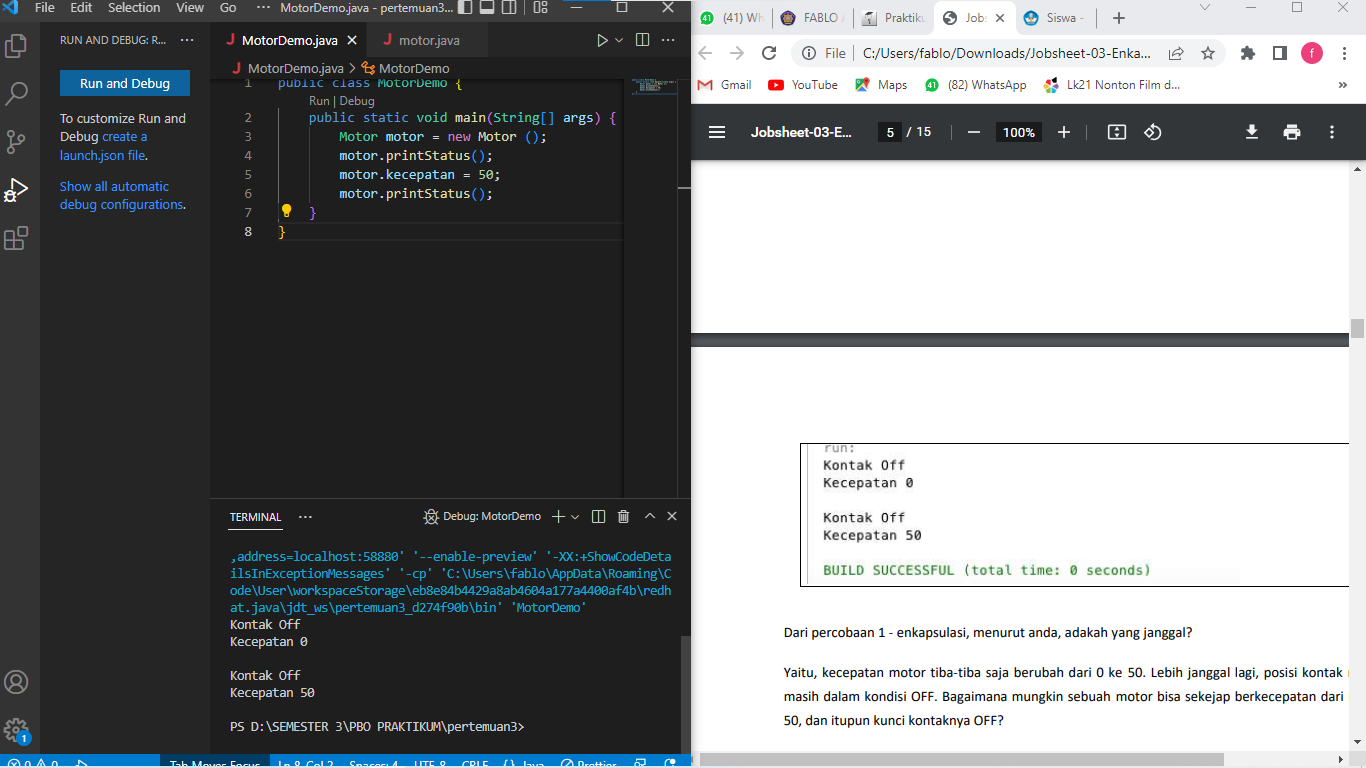 File Edit Selection View Go ··· MotorDemo.java - pertemuan3...
RUN AND DEBUG: R... ···
Run and Debug
To customize Run and
Debug create a
launch.json file.
Show all automatic
debug configurations.
1
MotorDemo.java motor.java ···
MotorDemo.java > MotorDemo
1 public class MotorDemo {
Run | Debug
2 public static void main(String[] args) {
3 Motor motor = new Motor ();
4 motor.printStatus();
5 motor.kecepatan = 50;
6 motor.printStatus();
7 }
8 }
TERMINAL ··· Debug: MotorDemo
,address=localhost:58880' '--enable-preview' '-XX:+ShowCodeDeta
ilsInExceptionMessages' '-cp' 'C:\Users\fablo\AppData\Roaming\C
ode\User\workspaceStorage\eb8e84b4429a8ab4604a177a4400af4b\redh
at.java\jdt_ws\pertemuan3_d274f90b\bin' 'MotorDemo'
Kontak Off
Kecepatan 0
Kontak Off
Kecepatan 50
PS D:\SEMESTER 3\PBO PRAKTIKUM\pertemuan3>
0 0 Tab Moves Focus Ln 8, Col 2 Spaces: 4 UTF-8 CRLF {} Java Prettier
41 (41) Wh FABLO Praktiku Jobs Siswa -
File C:/Users/fablo/Downloads/Jobsheet-03-Enka... f
Gmail YouTube Maps 41 (82) WhatsApp Lk21 Nonton Film d... »
Jobsheet-03-E... 5 / 15 — 100% +
run:
Kontak Off
Kecepatan 0
Kontak Off
Kecepatan 50
BUILD SUCCESSFUL (total time: 0 seconds)
Dari percobaan 1 - enkapsulasi, menurut anda, adakah yang janggal?
Yaitu, kecepatan motor tiba-tiba saja berubah dari 0 ke 50. Lebih janggal lagi, posisi kontak
masih dalam kondisi OFF. Bagaimana mungkin sebuah motor bisa sekejap berkecepatan dari
50, dan itupun kunci kontaknya OFF?